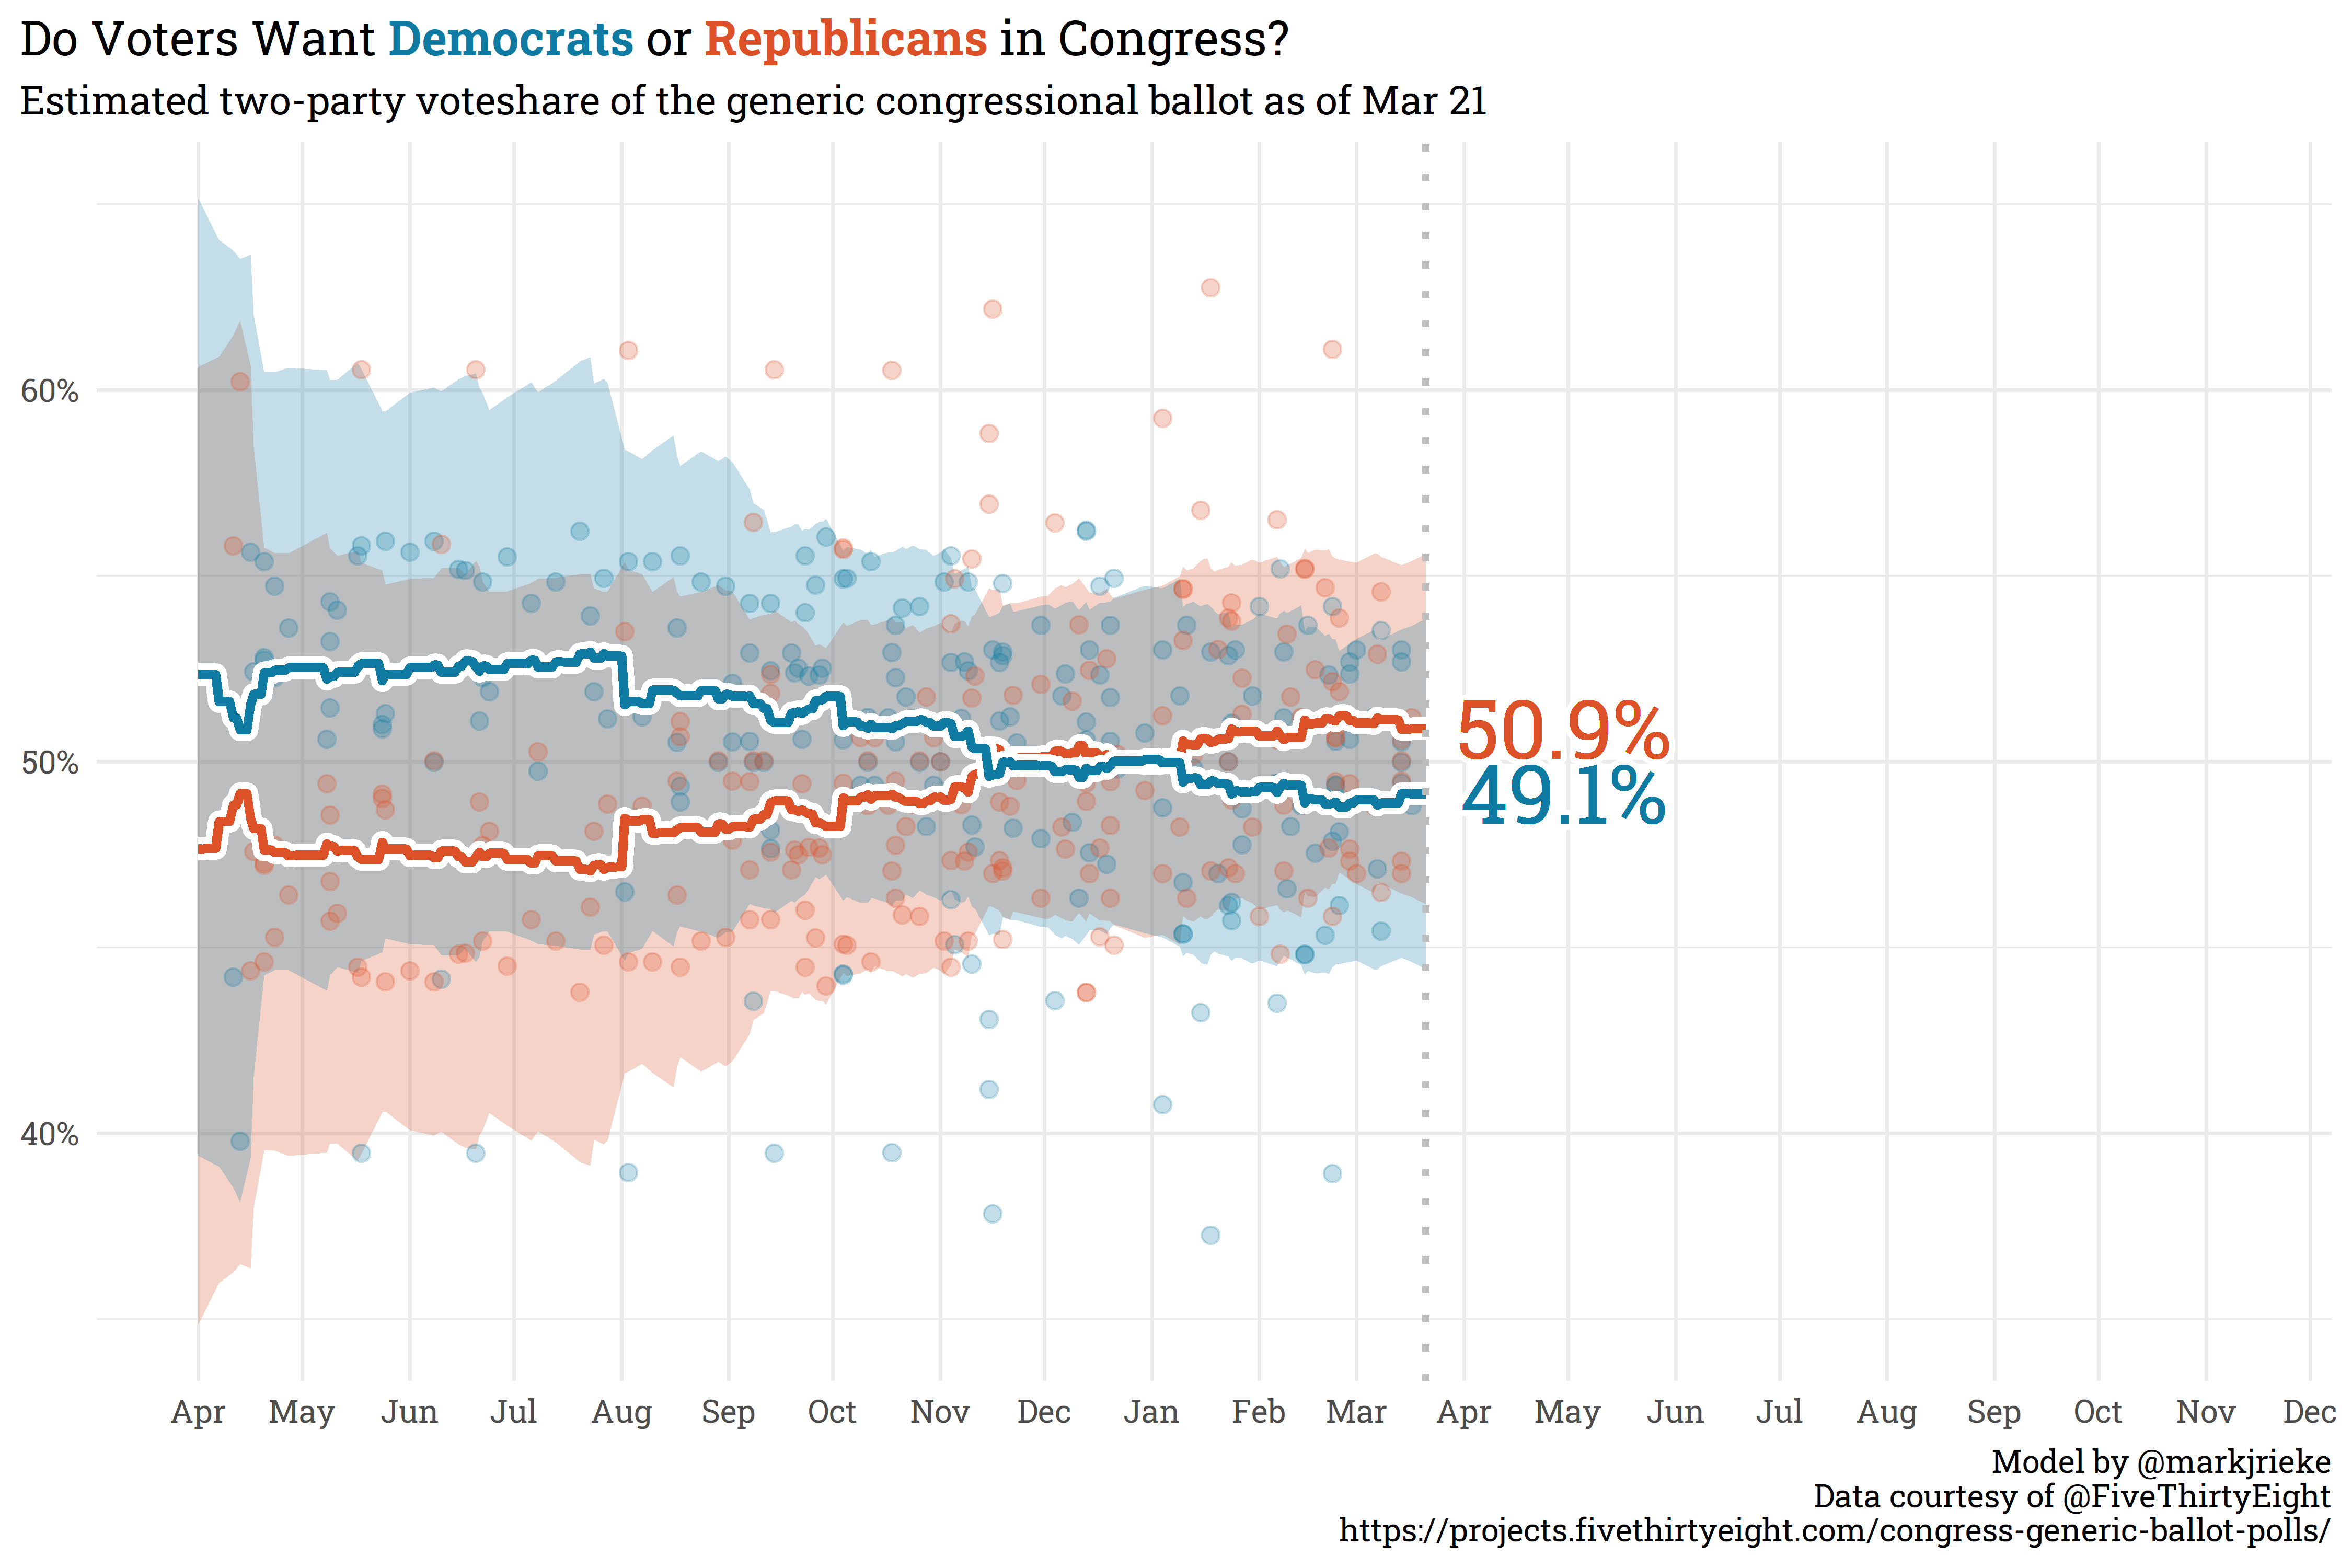 Do Voters Want Democrats or Republicans in Congress?
Estimated two-party voteshare of the generic congressional ballot as of Mar 21
60%
50%
40%
50.9%
49.1%
Apr May Jun Jul Aug Sep Oct Nov Dec Jan Feb Mar Apr May Jun Jul Aug Sep Oct Nov Dec
Model by @markjrieke
Data courtesy of @FiveThirtyEight
https://projects.fivethirtyeight.com/congress-generic-ballot-polls/